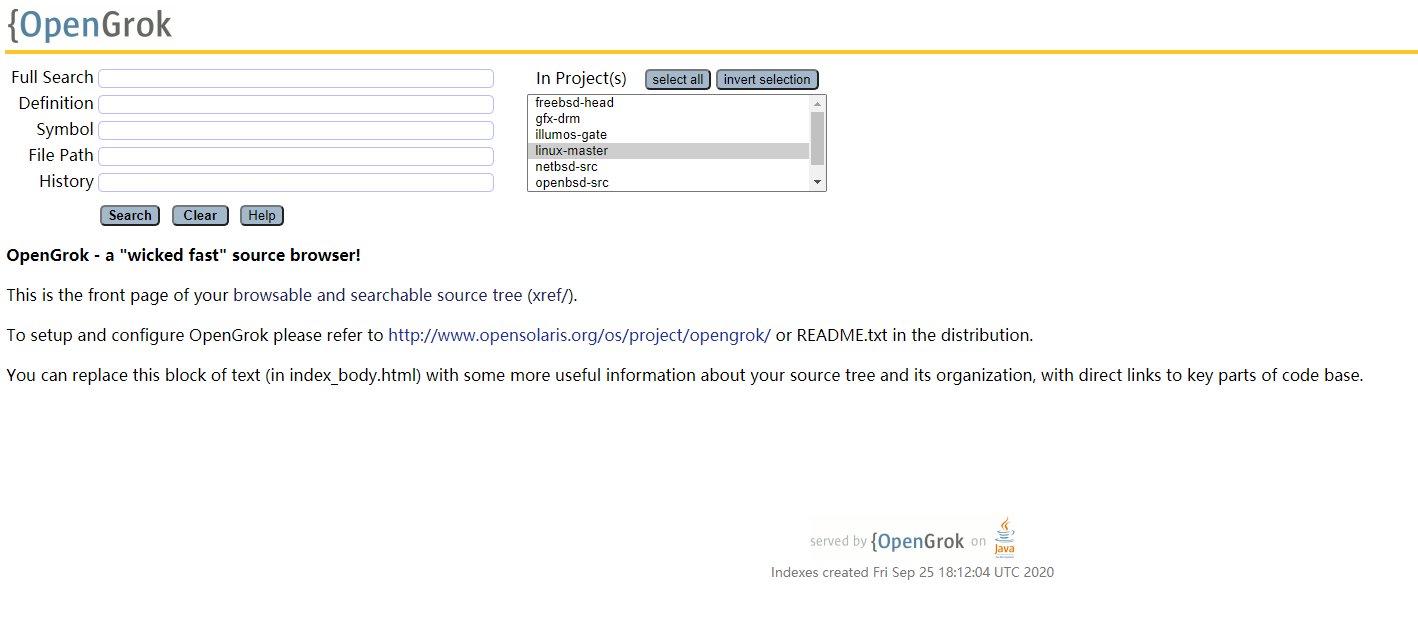 {OpenGrok
Full Search
Definition
Symbol
File Path
History
Search Clear Help
In Project(s) select all invert selection
freebsd-head
gfx-drm
illumos-gate
linux-master
netbsd-src
openbsd-src
OpenGrok - a "wicked fast" source browser!
This is the front page of your browsable and searchable source tree (xref/).
To setup and configure OpenGrok please refer to http://www.opensolaris.org/os/project/opengrok/ or README.txt in the distribution.
You can replace this block of text (in index_body.html) with some more useful information about your source tree and its organization, with direct links to key parts of code base.
served by {OpenGrok on Java
Indexes created Fri Sep 25 18:12:04 UTC 2020